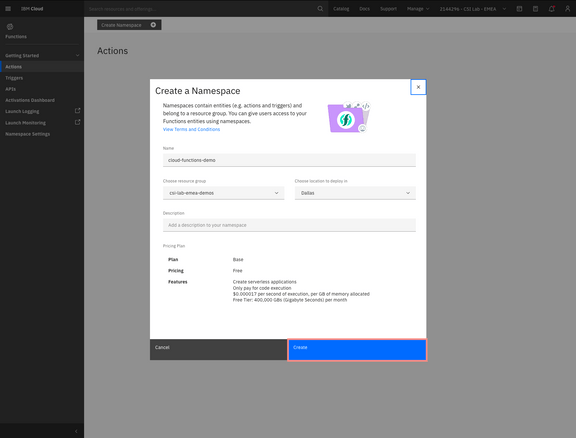 IBM Cloud
Search resources and offerings...
Catalog
Docs
Support
Manage
2144296 - CSI Lab - EMEA
Functions
Getting Started
Actions
Triggers
APIs
Activations Dashboard
Launch Logging
Launch Monitoring
Namespace Settings
Create Namespace
Actions
Create a Namespace
Namespaces contain entities (e.g. actions and triggers) and
belong to a resource group. You can give users access to your
Functions entities using namespaces.
View Terms and Conditions
Name
cloud-functions-demo
Choose resource group
Choose location to deploy in
csi-lab-emea-demos
Dallas
Description
Add a description to your namespace
Pricing Plan
Plan Base
Pricing Free
Features Create serverless applications
Only pay for code execution
$0.000017 per second of execution, per GB of memory allocated
Free Tier: 400,000 GBs (Gigabyte Seconds) per month
Cancel
Create